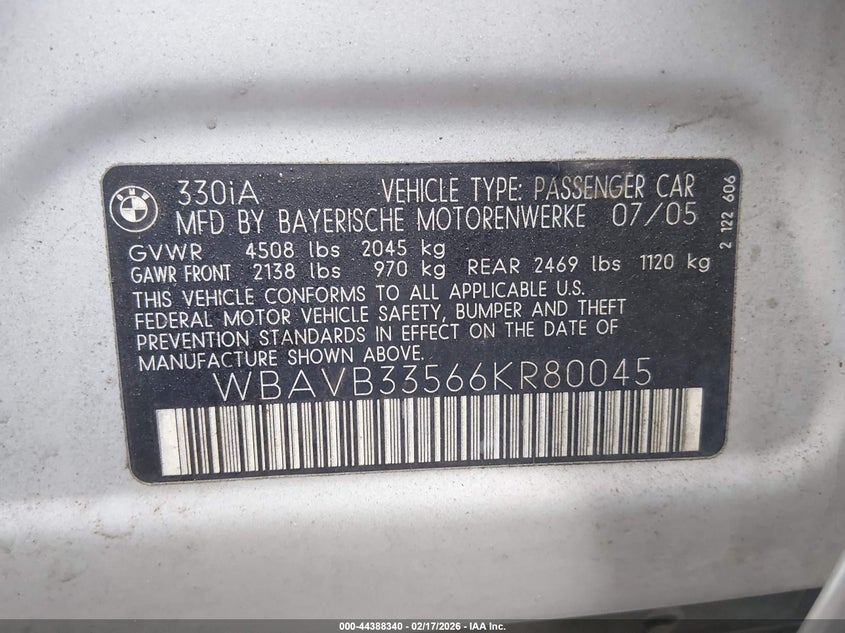 BMW
330iA VEHICLE TYPE: PASSENGER CAR
MFD BY BAYERISCHE MOTORENWERKE 07/05
GVWR 4508 lbs 2045 kg
GAWR FRONT 2138 lbs 970 kg REAR 2469 lbs 1120 kg
THIS VEHICLE CONFORMS TO ALL APPLICABLE U.S.
FEDERAL MOTOR VEHICLE SAFETY, BUMPER AND THEFT
PREVENTION STANDARDS IN EFFECT ON THE DATE OF
MANUFACTURE SHOWN ABOVE.
WBAVB33566KR80045
2 122 606
000-44388340 - 02/17/2026 - IAA Inc.